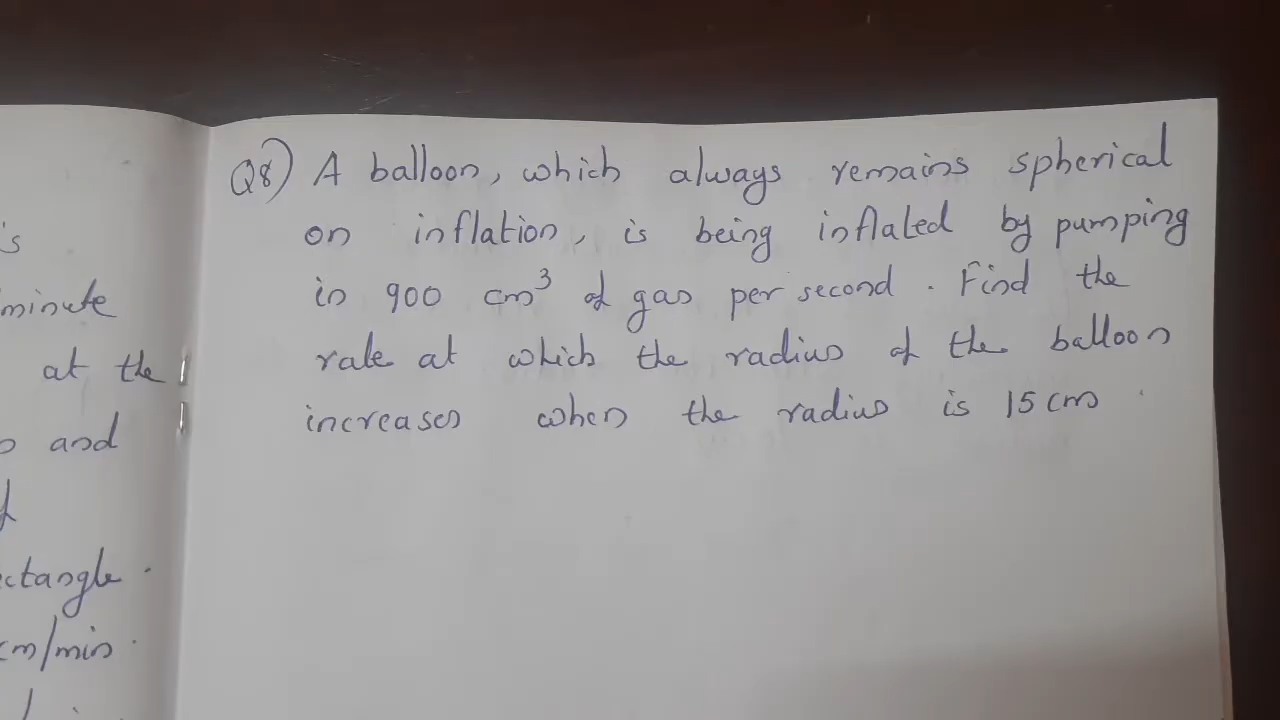 is
minute
at the
and
ctangle.
cm/min.
Q8) A balloon, which always remains spherical
on inflation, is being inflated by pumping
in 900 cm³ of gas per second. Find the
rate at which the radius of the balloon
increases when the radius is 15 cm.